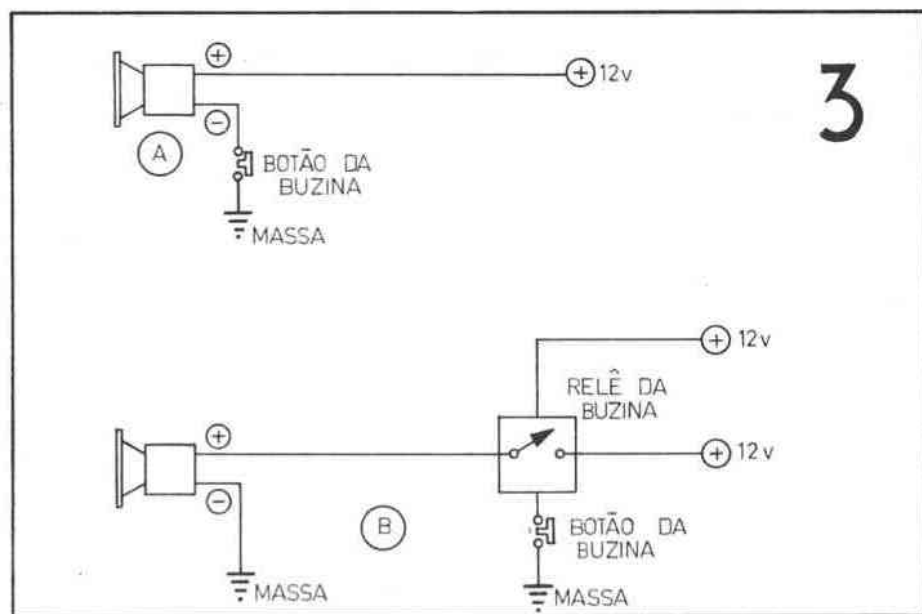 3
+
+ 12v
-
A
BOTÃO DA
BUZINA
MASSA
+ 12v
RELÊ DA
BUZINA
+
+ 12v
-
B
BOTÃO DA
BUZINA
MASSA
MASSA